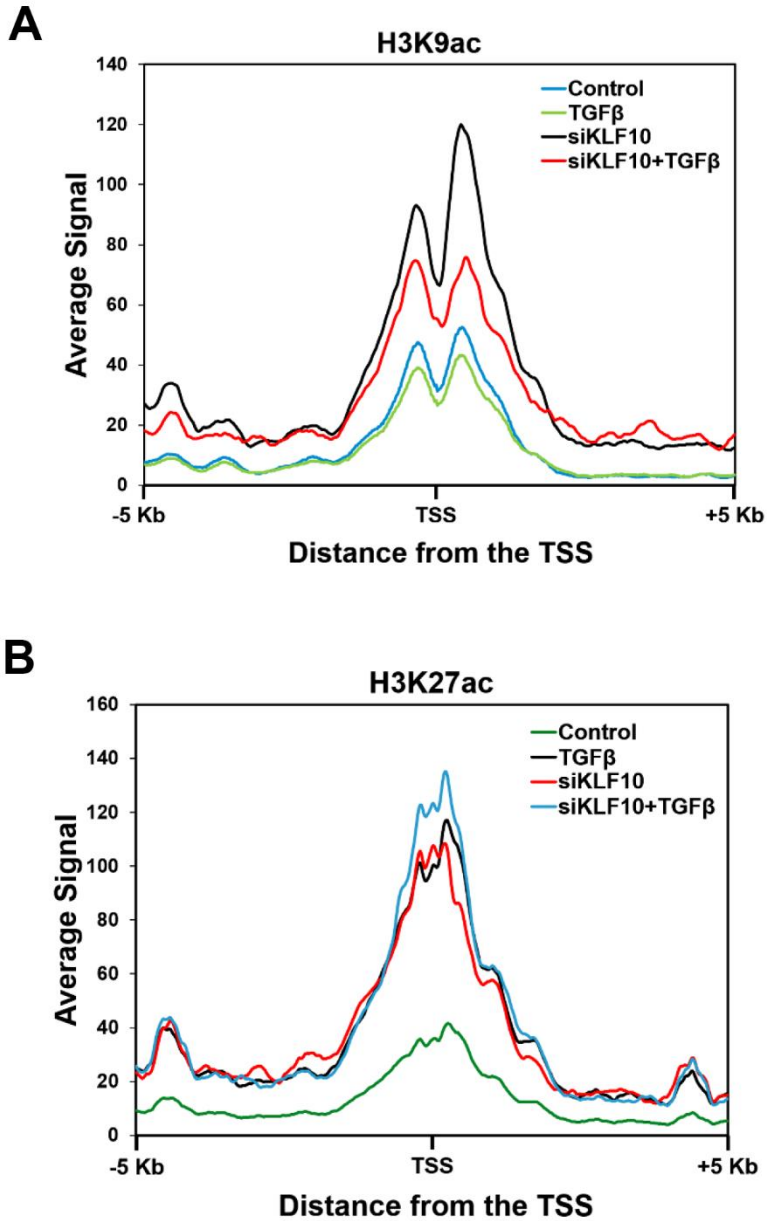 A
H3K9ac
140
120
100
80
60
40
20
0
Average Signal
Control
TGFβ
siKLF10
siKLF10+TGFβ
-5 Kb
TSS
+5 Kb
Distance from the TSS
B
H3K27ac
160
140
120
100
80
60
40
20
0
Average Signal
Control
TGFβ
siKLF10
siKLF10+TGFβ
-5 Kb
TSS
+5 Kb
Distance from the TSS